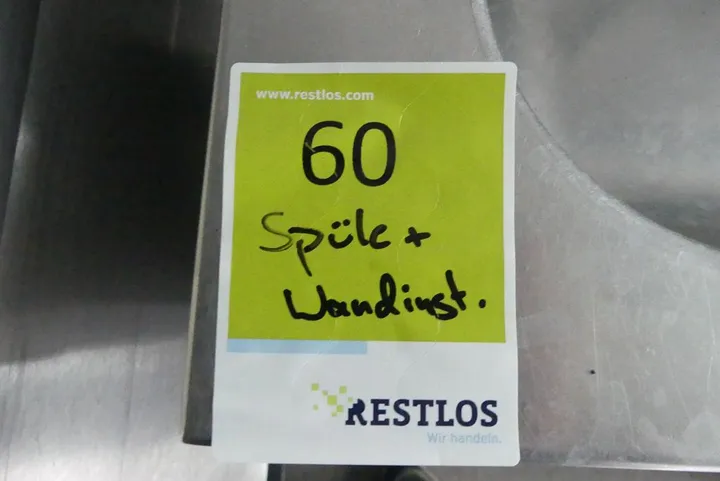 www.restlos.com
60
Spüle +
Wandinst.
RESTLOS
Wir handeln.